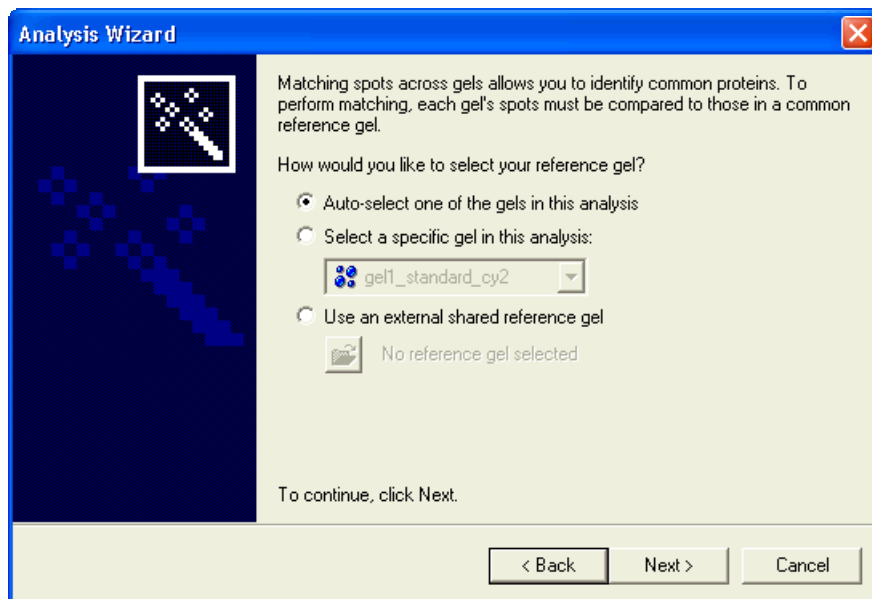 Analysis Wizard
Matching spots across gels allows you to identify common proteins. To
perform matching, each gel's spots must be compared to those in a common
reference gel.
How would you like to select your reference gel?
Auto-select one of the gels in this analysis
Select a specific gel in this analysis:
gel1_standard_cy2
Use an external shared reference gel
No reference gel selected
To continue, click Next.
< Back
Next >
Cancel